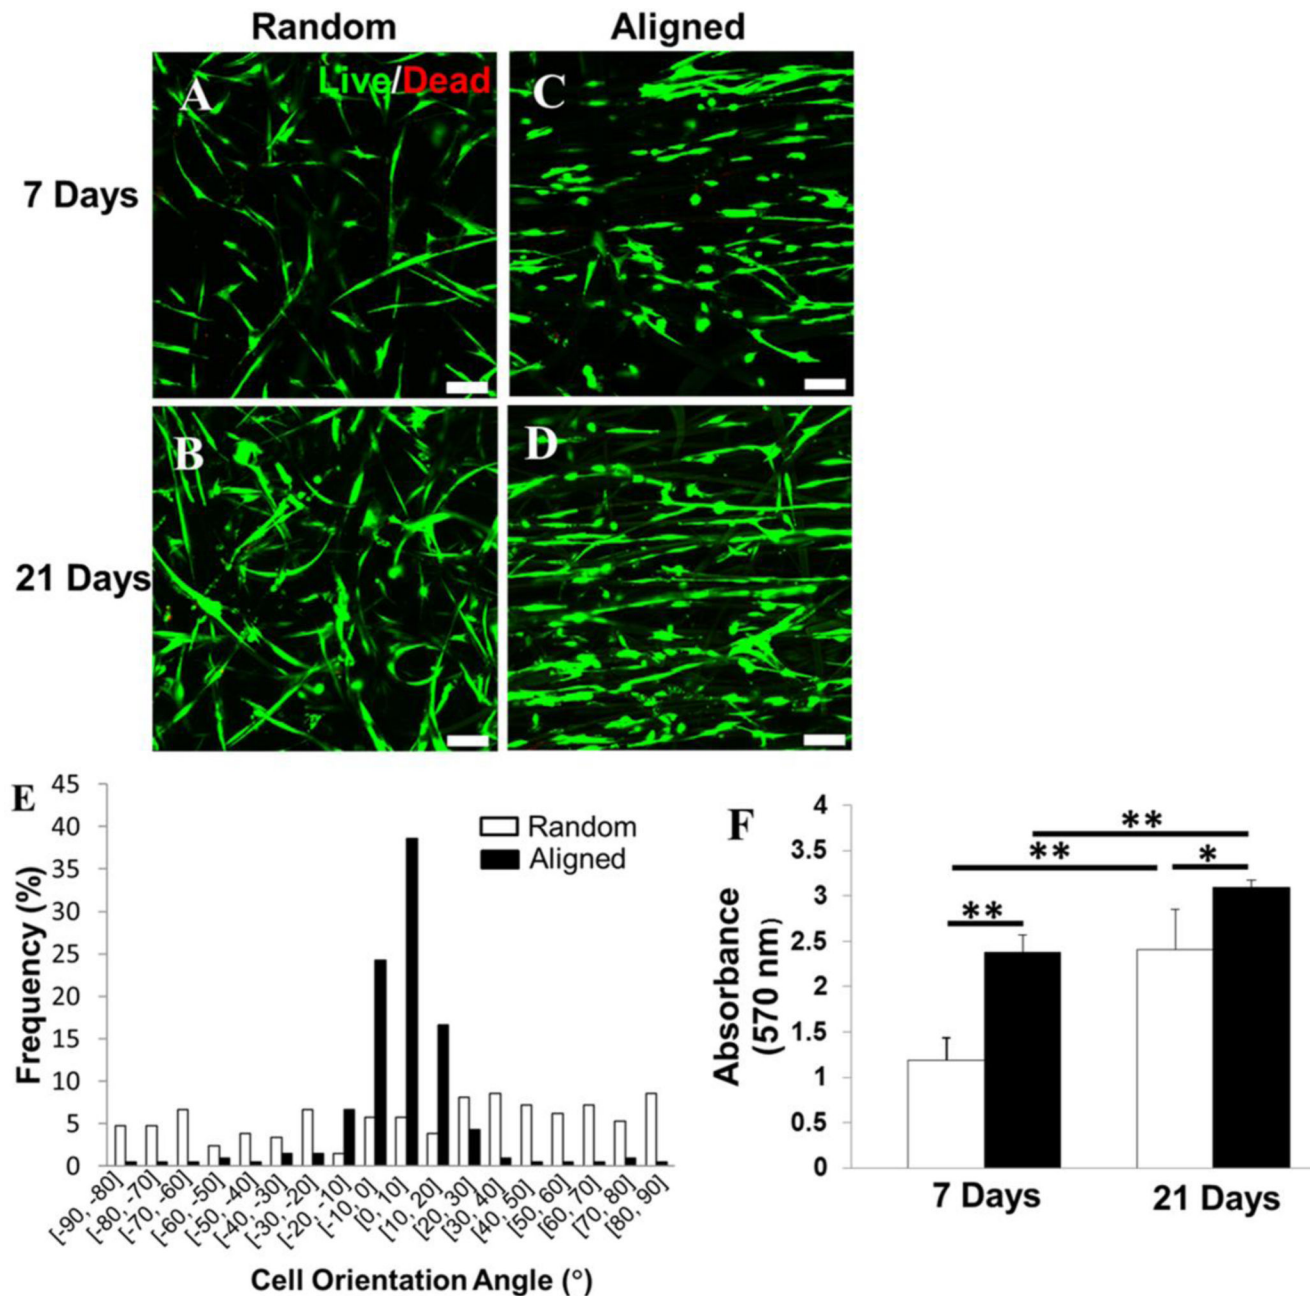 Random Aligned
A Live/Dead C
7 Days
B D
21 Days
E
45
40
35
30
25
20
15
10
5
0
Frequency (%)
Random
Aligned
[-90, -80] [-80, -70] [-70, -60] [-60, -50] [-50, -40] [-40, -30] [-30, -20] [-20, -10] [-10, 0] [0, 10] [10, 20] [20, 30] [30, 40] [40, 50] [50, 60] [60, 70] [70, 80] [80, 90]
Cell Orientation Angle (°)
F
4
3.5
3
2.5
2
1.5
1
0.5
0
Absorbance
(570 nm)
**
**
*
**
7 Days 21 Days